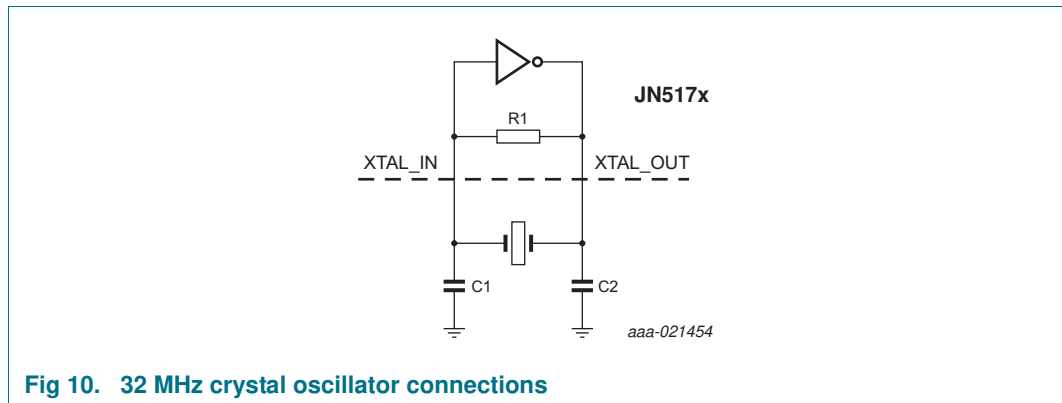 JN517x
R1
XTAL_IN
XTAL_OUT
C1
C2
aaa-021454
Fig 10. 32 MHz crystal oscillator connections